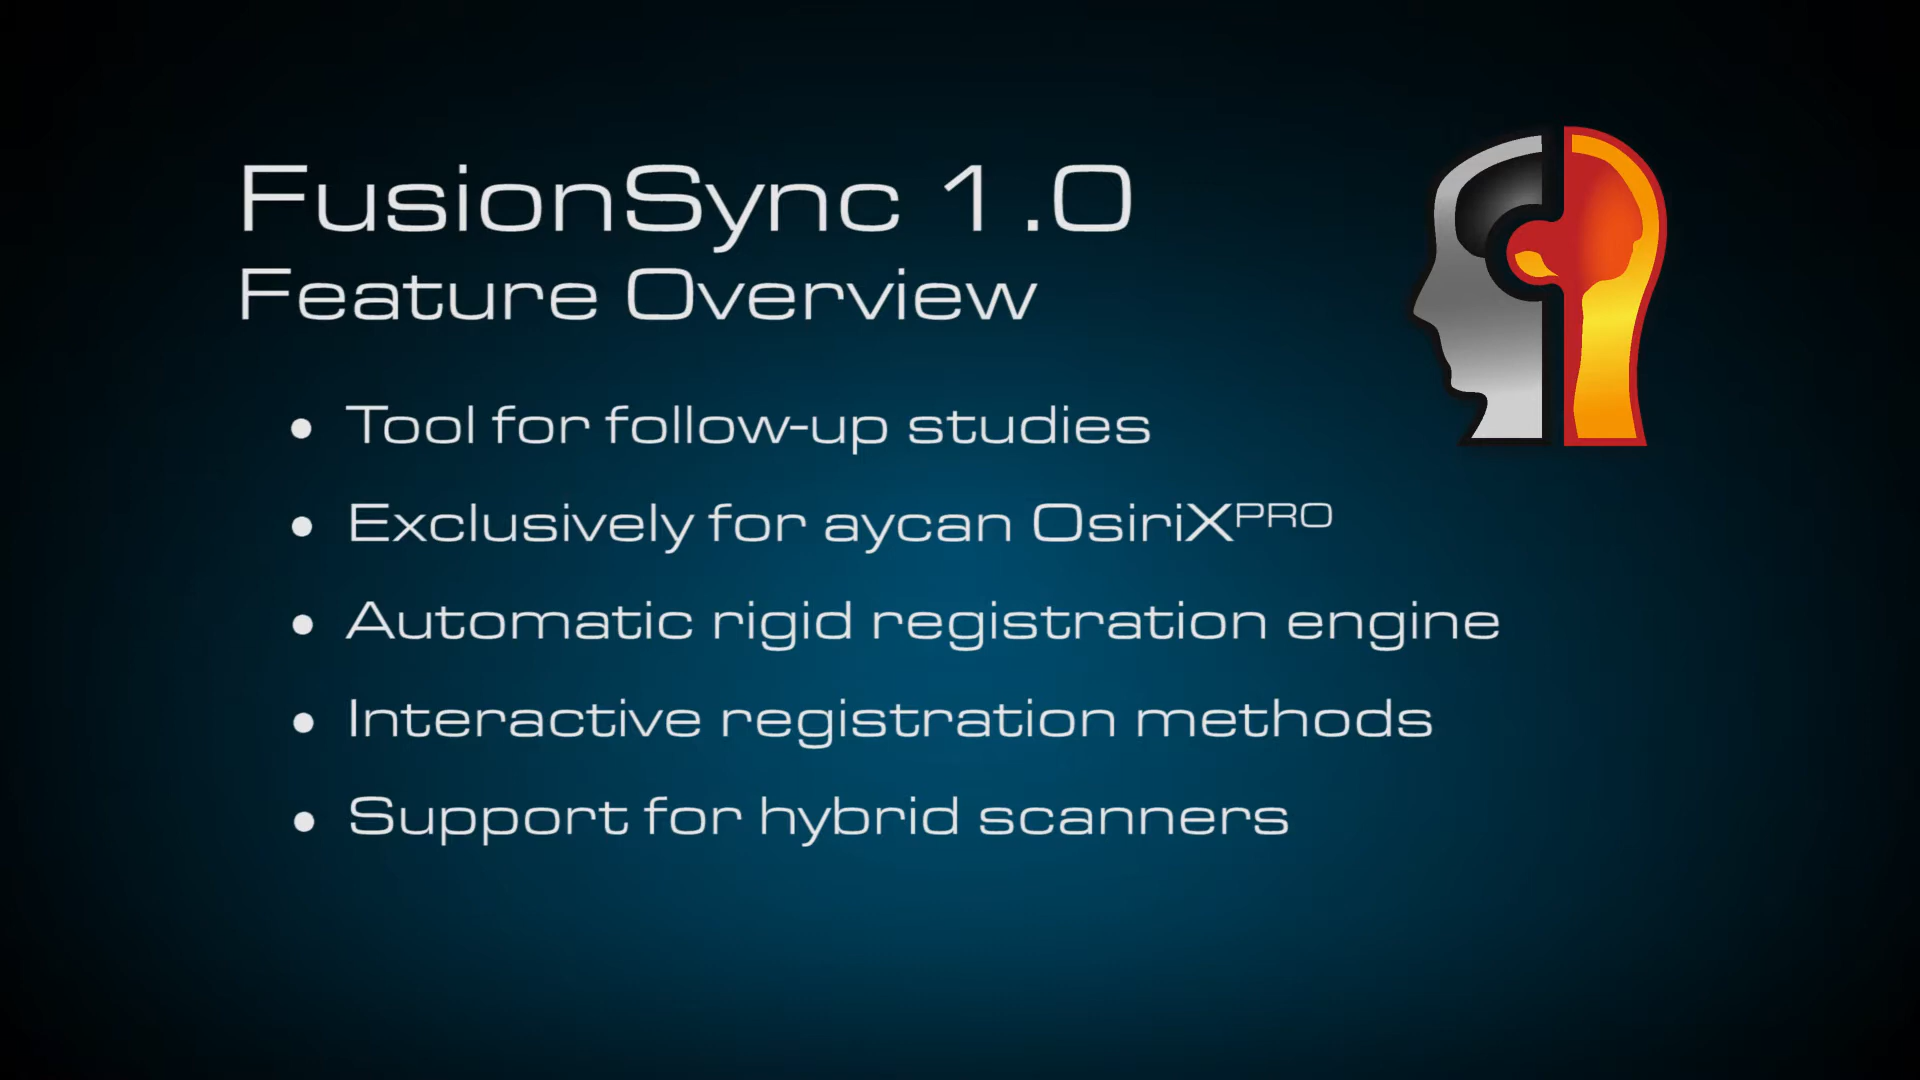 FusionSync 1.0
Feature Overview
• Tool for follow-up studies
• Exclusively for aycan OsiriXPRO
• Automatic rigid registration engine
• Interactive registration methods
• Support for hybrid scanners